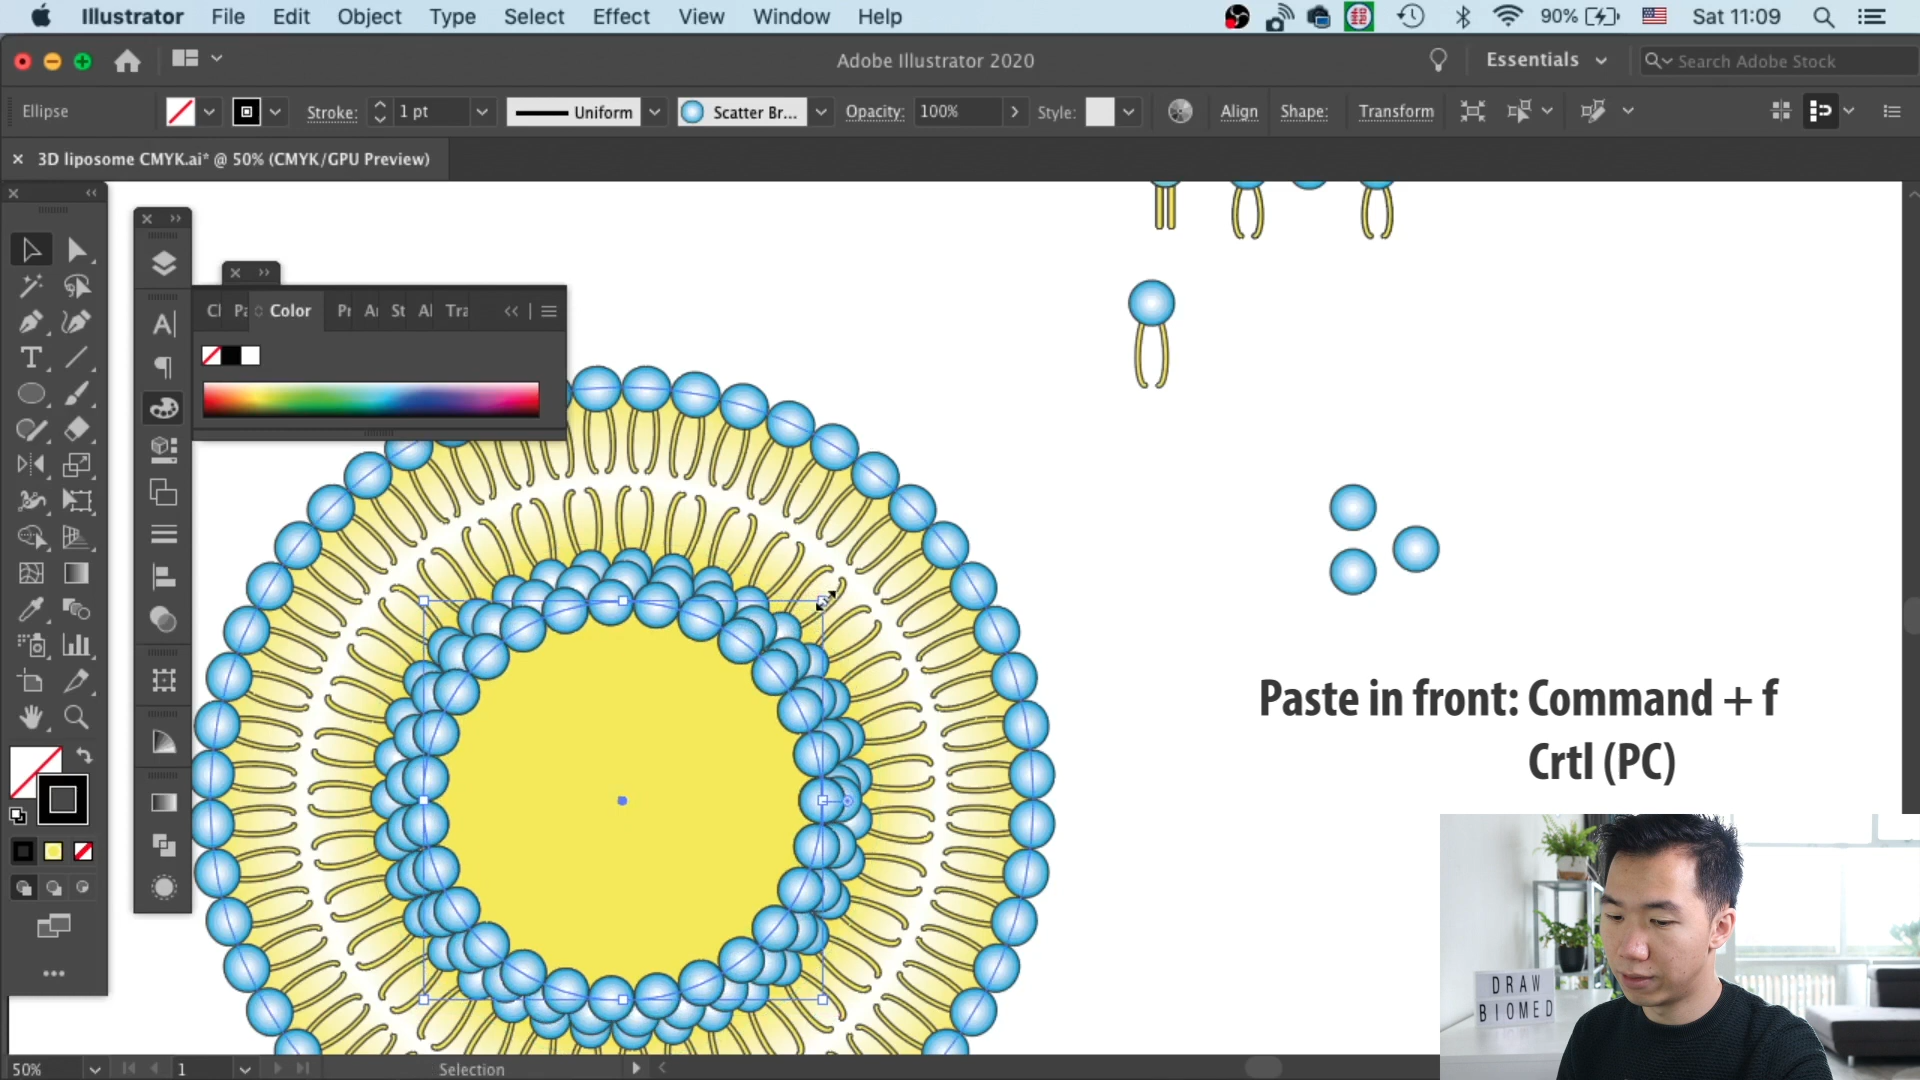 Illustrator File Edit Object Type Select Effect View Window Help 90% Sat 11:09
Adobe Illustrator 2020 Essentials Search Adobe Stock
Ellipse Stroke: 1 pt Uniform Scatter Br... Opacity: 100% Style: Align Shape: Transform
3D liposome CMYK.ai* @ 50% (CMYK/GPU Preview)
Color Tra
Paste in front: Command + f
Crtl (PC)
DRAW
BIOMED
50% 1 Selection